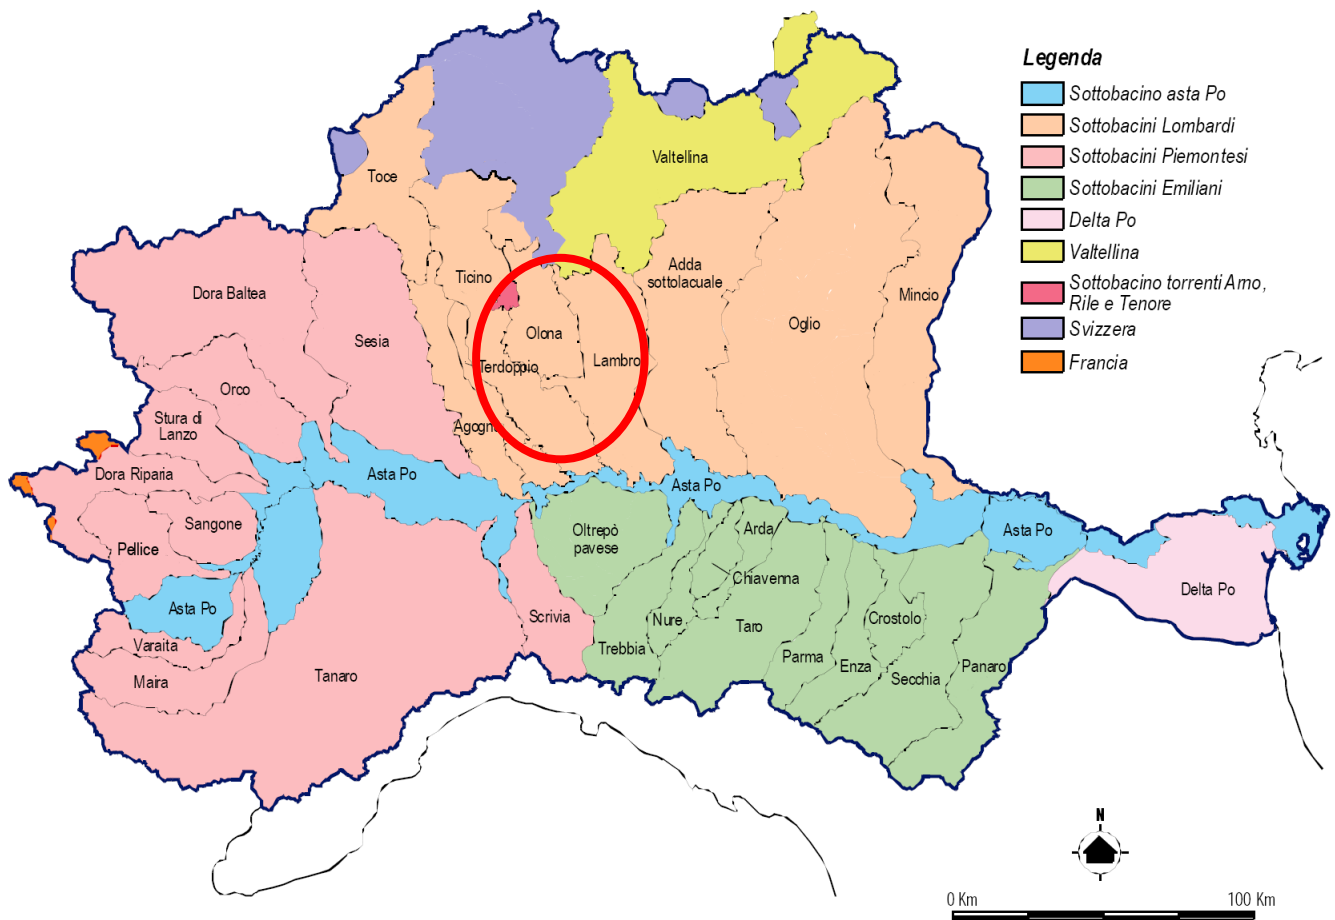 Legenda
Sottobacino asta Po
Sottobacini Lombardi
Sottobacini Piemontesi
Sottobacini Emiliani
Delta Po
Valtellina
Sottobacino torrenti Arno,
Rile e Tenore
Svizzera
Francia
Valtellina
Toce
Ticino
Adda
sottolacuale
Dora Baltea
Mincio
Oglio
Sesia
Olona
Lambro
Terdoppio
Orco
Stura di
Lanzo
Agogna
Dora Riparia
Asta Po
Asta Po
Sangone
Oltrepò
pavese
Arda
Asta Po
Pellice
Chiavenna
Asta Po
Delta Po
Scrivia
Nure
Crostolo
Taro
Varaita
Trebbia
Parma
Enza
Panaro
Maira
Tanaro
Secchia
N
0 Km
100 Km